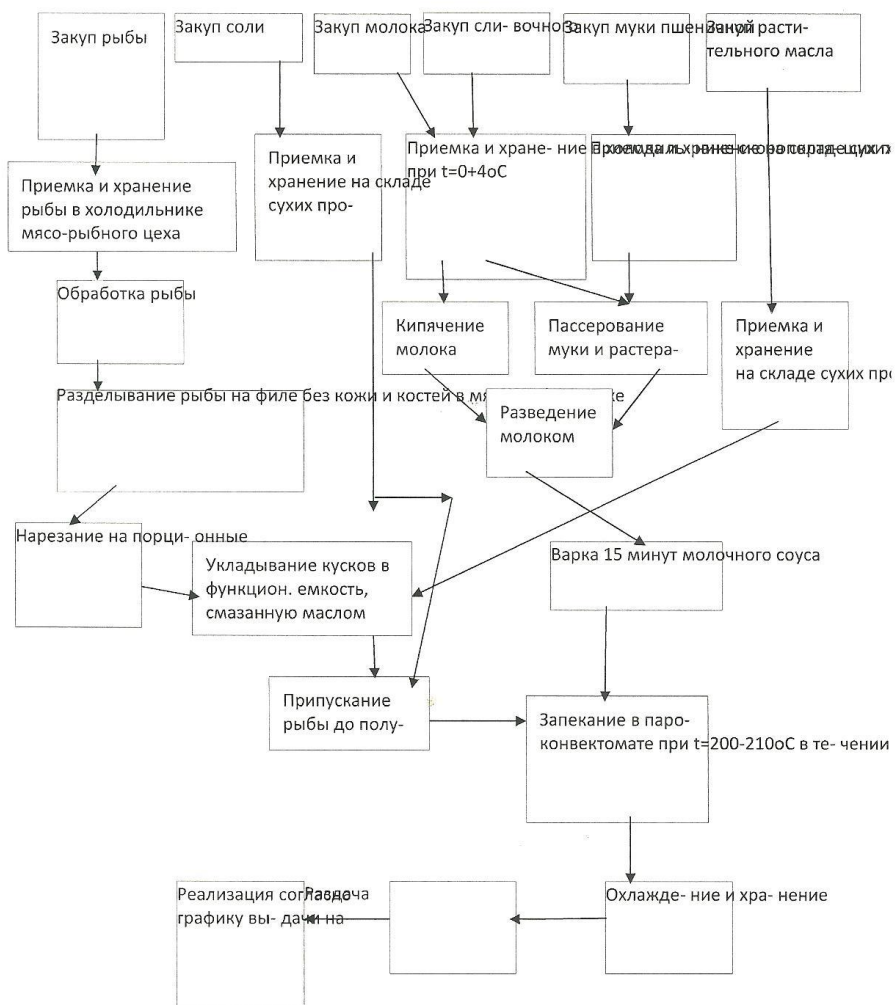 Закуп рыбы
Закуп соли
Закуп молока
Закуп сли- вочного
Закуп муки пшеничной
Закуп расти-
тельного масла
Приемка и
хранение на складе
сухих про-
Приемка и хране- ние в
при t=0+4оС
Приемка и хранение
рыбы в холодильнике
мясо-рыбного цеха
Обработка рыбы
Кипячение
молока
Пассерование
муки и растера-
Приемка и
хранение
на складе сухих
Разделывание рыбы на филе без кожи и костей в
Разведение
молоком
Нарезание на порци- онные
Укладывание кусков в
функцион. емкость,
смазанную маслом
Варка 15 минут молочного соуса
Припускание
рыбы до полу-
Запекание в паро-
конвектомате при t=200-210оС в те- чении
Реализация согласно
графику вы- дачи на
Раздача
Охлажде- ние и хра- нение